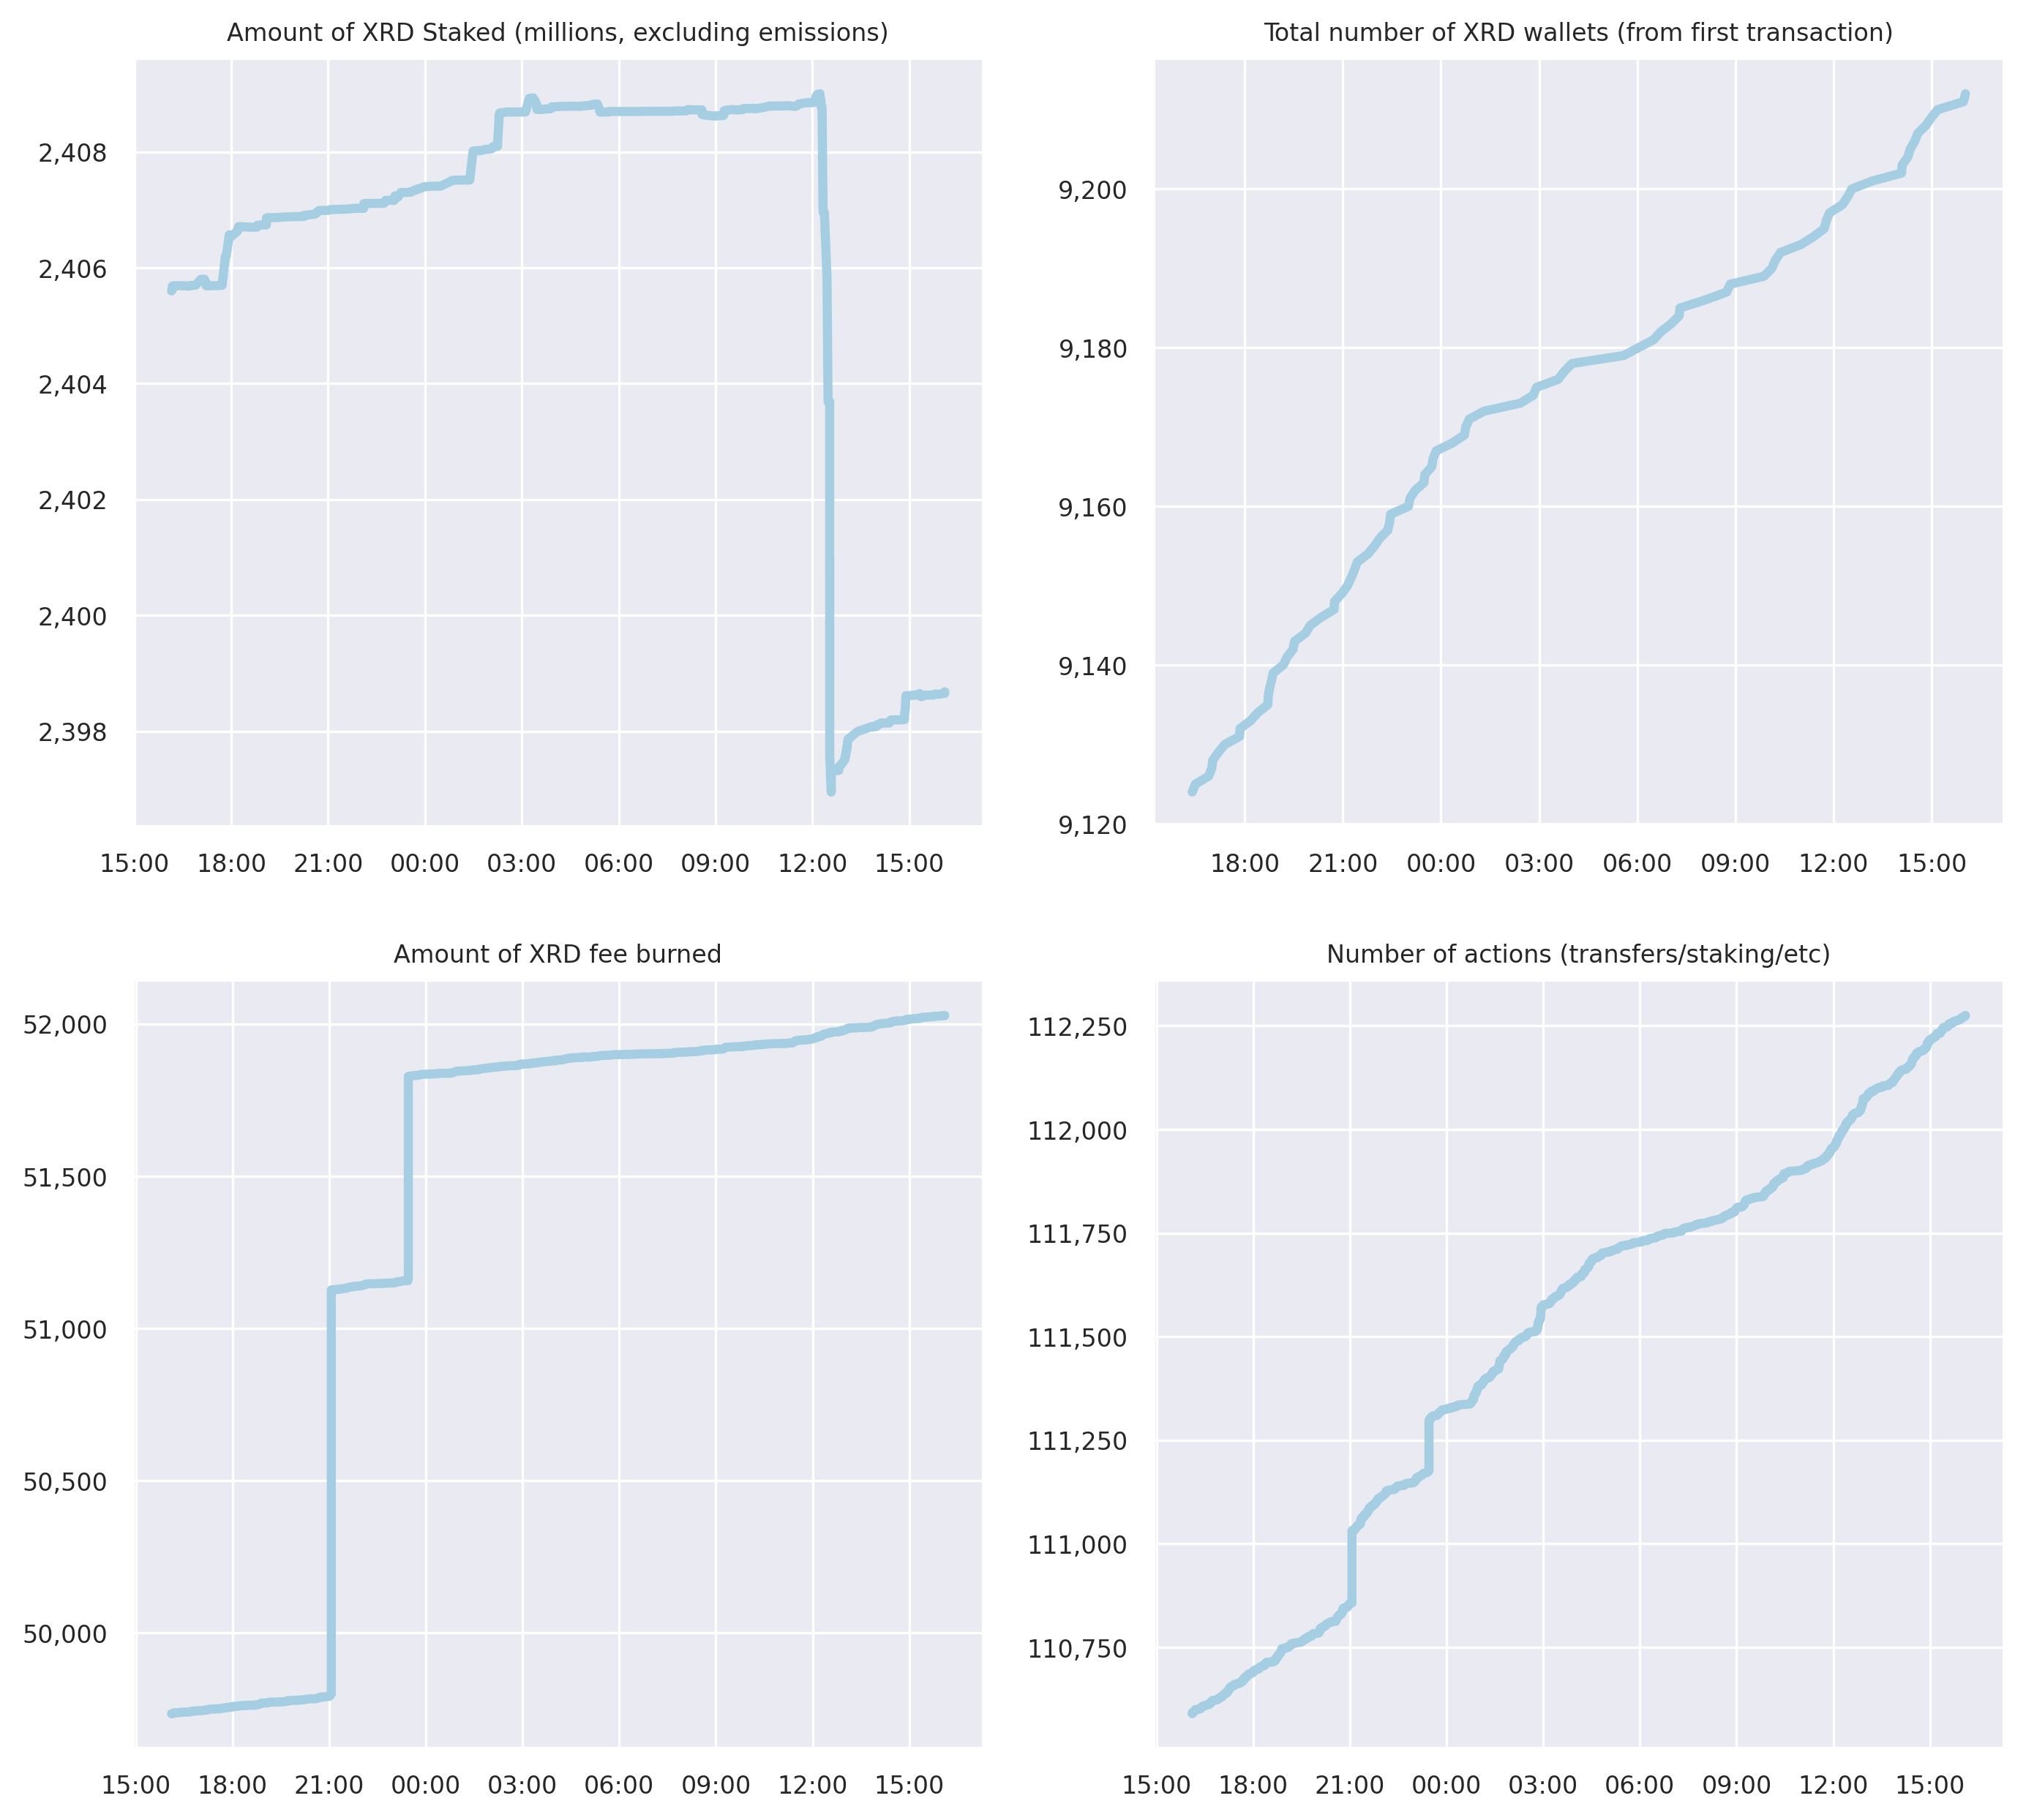 Amount of XRD Staked (millions, excluding emissions)
2,408
2,406
2,404
2,402
2,400
2,398
15:00 18:00 21:00 00:00 03:00 06:00 09:00 12:00 15:00
Total number of XRD wallets (from first transaction)
9,200
9,180
9,160
9,140
9,120
18:00 21:00 00:00 03:00 06:00 09:00 12:00 15:00
Amount of XRD fee burned
52,000
51,500
51,000
50,500
50,000
15:00 18:00 21:00 00:00 03:00 06:00 09:00 12:00 15:00
Number of actions (transfers/staking/etc)
112,250
112,000
111,750
111,500
111,250
111,000
110,750
15:00 18:00 21:00 00:00 03:00 06:00 09:00 12:00 15:00